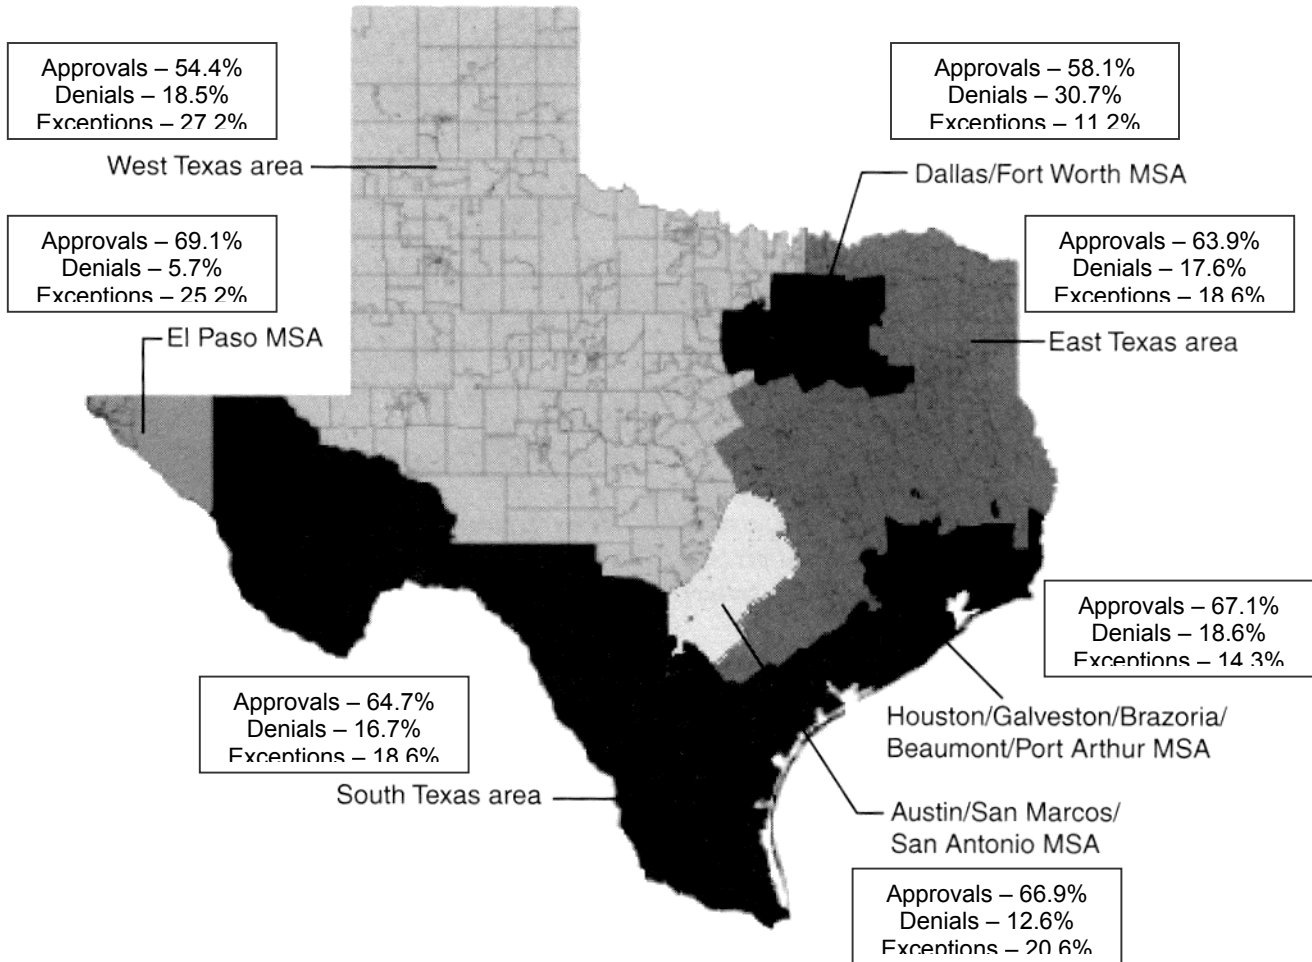 Approvals – 54.4%
Denials – 18.5%
Exceptions – 27.2%
West Texas area
Approvals – 69.1%
Denials – 5.7%
Exceptions – 25.2%
El Paso MSA
Approvals – 58.1%
Denials – 30.7%
Exceptions – 11.2%
Dallas/Fort Worth MSA
Approvals – 63.9%
Denials – 17.6%
Exceptions – 18.6%
East Texas area
Approvals – 67.1%
Denials – 18.6%
Exceptions – 14.3%
Houston/Galveston/Brazoria/
Beaumont/Port Arthur MSA
Approvals – 64.7%
Denials – 16.7%
Exceptions – 18.6%
South Texas area
Austin/San Marcos/
San Antonio MSA
Approvals – 66.9%
Denials – 12.6%
Exceptions – 20.6%